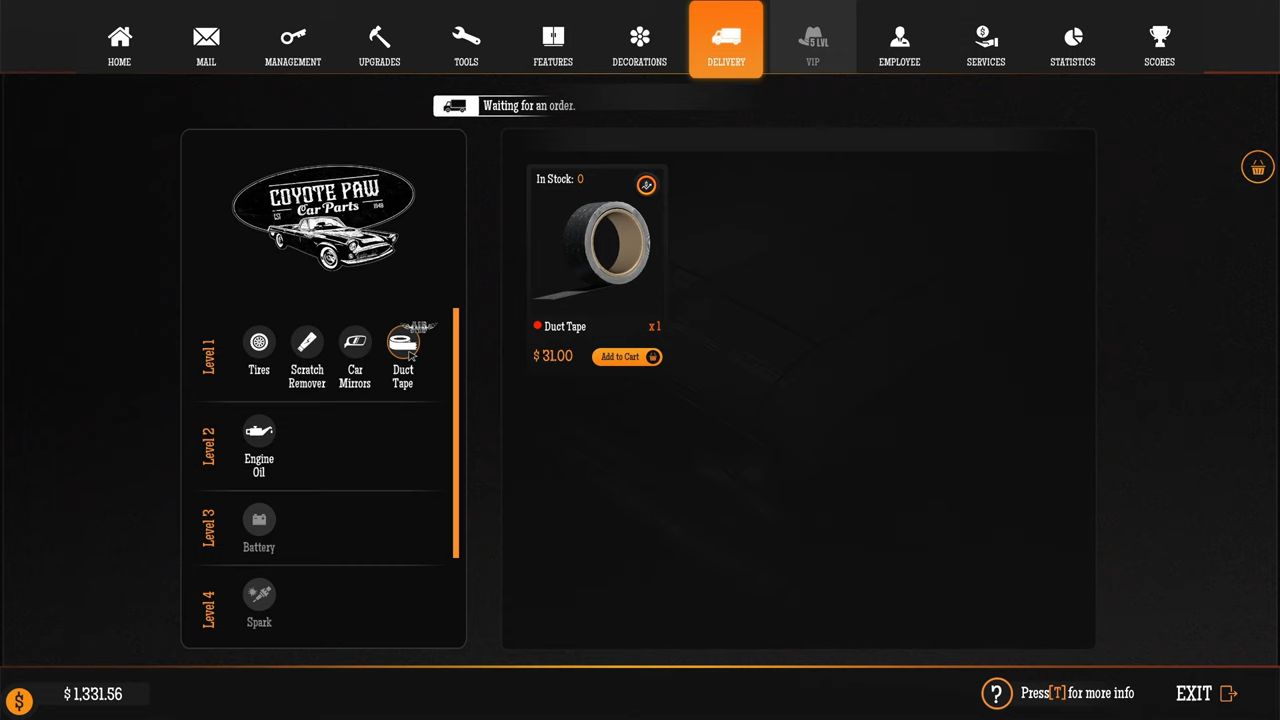 HOME
MAIL
MANAGEMENT
UPGRADES
TOOLS
FEATURES
DECORATIONS
DELIVERY
5 LVL
VIP
EMPLOYEE
SERVICES
STATISTICS
SCORES
Waiting for an order.
COYOTE PAW
Car Parts
EST
1948
Level 1
Tires
Scratch
Remover
Car
Mirrors
Duct
Tape
Level 2
Engine
Oil
Level 3
Battery
Level 4
Spark
In Stock: 0
Duct Tape x 1
$ 31.00
Add to Cart
$ 1,331.56
? Press[T] for more info
EXIT